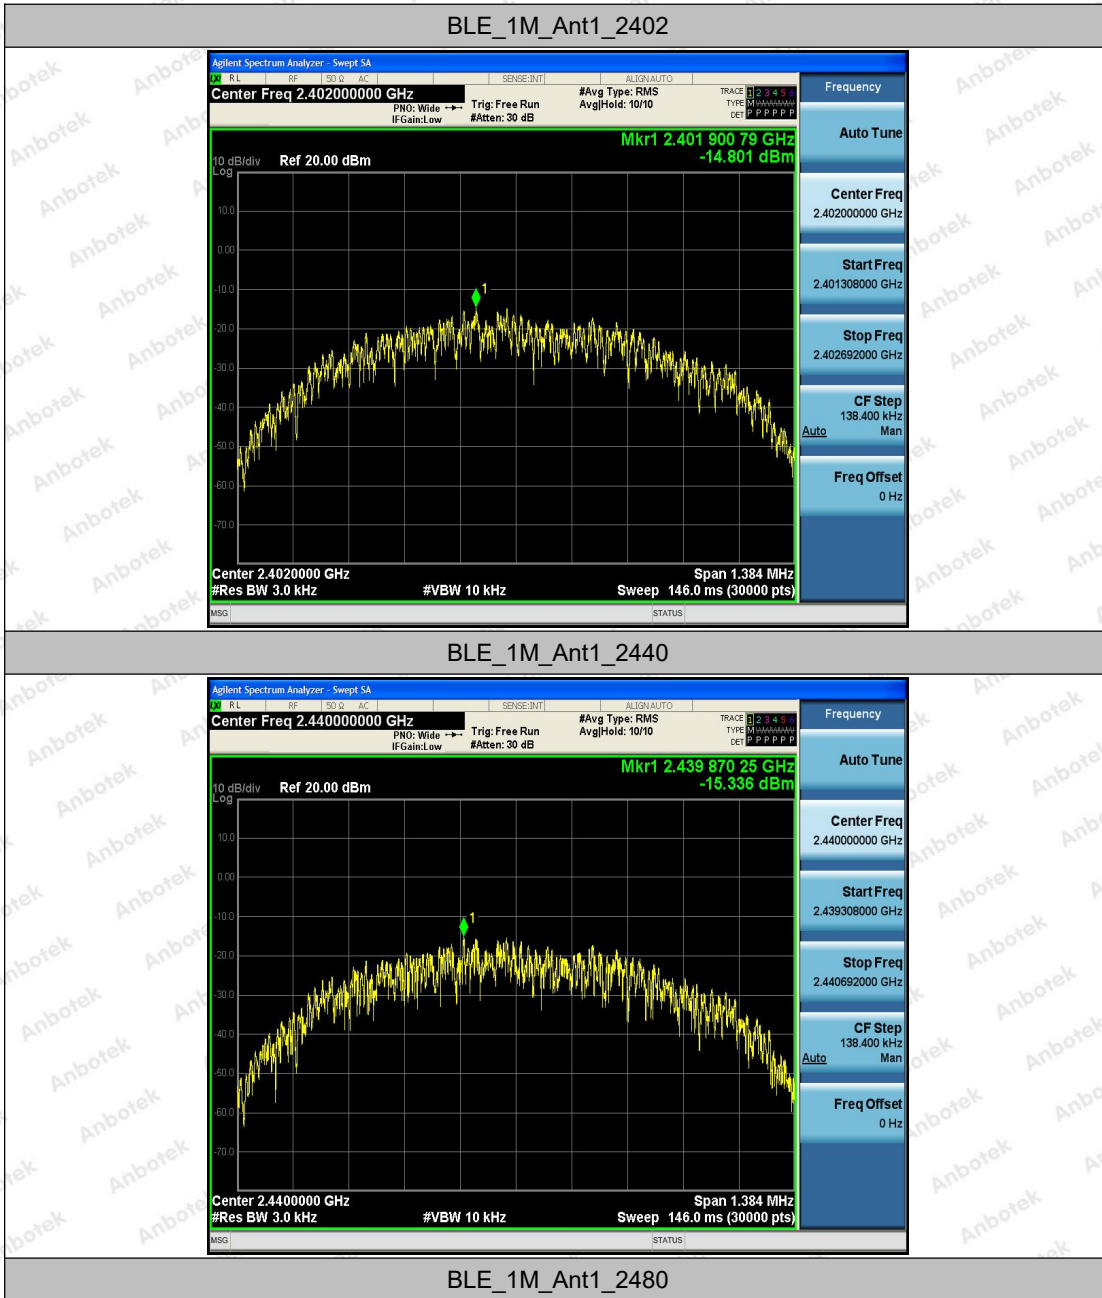 BLE_1M_Ant1_2402
Agilent Spectrum Analyzer - Swept SA
LXI RL RF 50 Ω AC SENSE:INT ALIGNAUTO
Center Freq 2.402000000 GHz
PNO: Wide
IFGain:Low
Trig: Free Run
#Atten: 30 dB
#Avg Type: RMS
Avg|Hold: 10/10
TRACE 1 2 3 4 5 6
TYPE M WWWWW
DET P P P P P P
Mkr1 2.401 900 79 GHz
-14.801 dBm
10 dB/div Ref 20.00 dBm
Log
10.0
0.00
-10.0
-20.0
-30.0
-40.0
-50.0
-60.0
-70.0
1
Center 2.4020000 GHz Span 1.384 MHz
#Res BW 3.0 kHz #VBW 10 kHz Sweep 146.0 ms (30000 pts)
MSG STATUS
Frequency
Auto Tune
Center Freq
2.402000000 GHz
Start Freq
2.401308000 GHz
Stop Freq
2.402692000 GHz
CF Step
138.400 kHz
Auto Man
Freq Offset
0 Hz
BLE_1M_Ant1_2440
Agilent Spectrum Analyzer - Swept SA
LXI RL RF 50 Ω AC SENSE:INT ALIGNAUTO
Center Freq 2.440000000 GHz
PNO: Wide
IFGain:Low
Trig: Free Run
#Atten: 30 dB
#Avg Type: RMS
Avg|Hold: 10/10
TRACE 1 2 3 4 5 6
TYPE M WWWWW
DET P P P P P P
Mkr1 2.439 870 25 GHz
-15.336 dBm
10 dB/div Ref 20.00 dBm
Log
10.0
0.00
-10.0
-20.0
-30.0
-40.0
-50.0
-60.0
-70.0
1
Center 2.4400000 GHz Span 1.384 MHz
#Res BW 3.0 kHz #VBW 10 kHz Sweep 146.0 ms (30000 pts)
MSG STATUS
Frequency
Auto Tune
Center Freq
2.440000000 GHz
Start Freq
2.439308000 GHz
Stop Freq
2.440692000 GHz
CF Step
138.400 kHz
Auto Man
Freq Offset
0 Hz
BLE_1M_Ant1_2480
Anbotek